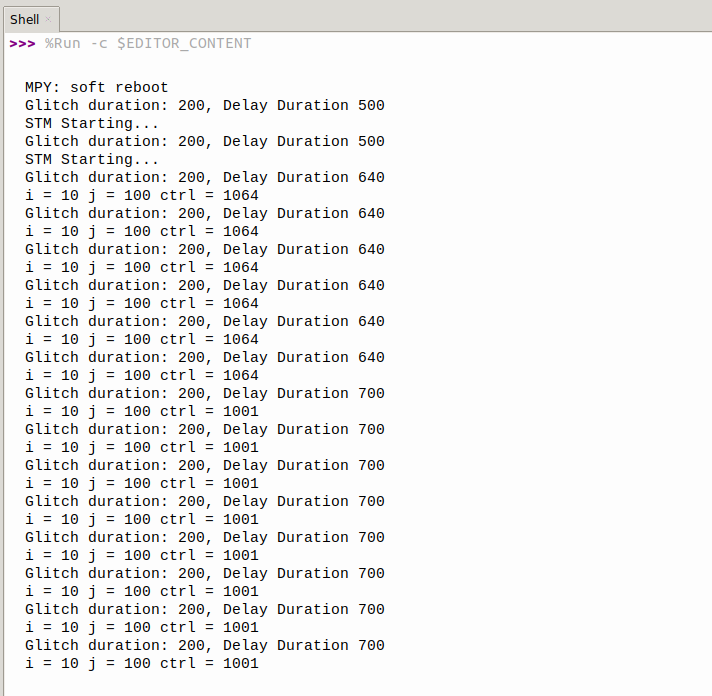 Shell ×
>>> %Run -c $EDITOR_CONTENT
MPY: soft reboot
Glitch duration: 200, Delay Duration 500
STM Starting...
Glitch duration: 200, Delay Duration 500
STM Starting...
Glitch duration: 200, Delay Duration 640
i = 10 j = 100 ctrl = 1064
Glitch duration: 200, Delay Duration 640
i = 10 j = 100 ctrl = 1064
Glitch duration: 200, Delay Duration 640
i = 10 j = 100 ctrl = 1064
Glitch duration: 200, Delay Duration 640
i = 10 j = 100 ctrl = 1064
Glitch duration: 200, Delay Duration 640
i = 10 j = 100 ctrl = 1064
Glitch duration: 200, Delay Duration 640
i = 10 j = 100 ctrl = 1064
Glitch duration: 200, Delay Duration 700
i = 10 j = 100 ctrl = 1001
Glitch duration: 200, Delay Duration 700
i = 10 j = 100 ctrl = 1001
Glitch duration: 200, Delay Duration 700
i = 10 j = 100 ctrl = 1001
Glitch duration: 200, Delay Duration 700
i = 10 j = 100 ctrl = 1001
Glitch duration: 200, Delay Duration 700
i = 10 j = 100 ctrl = 1001
Glitch duration: 200, Delay Duration 700
i = 10 j = 100 ctrl = 1001
Glitch duration: 200, Delay Duration 700
i = 10 j = 100 ctrl = 1001
Glitch duration: 200, Delay Duration 700
i = 10 j = 100 ctrl = 1001